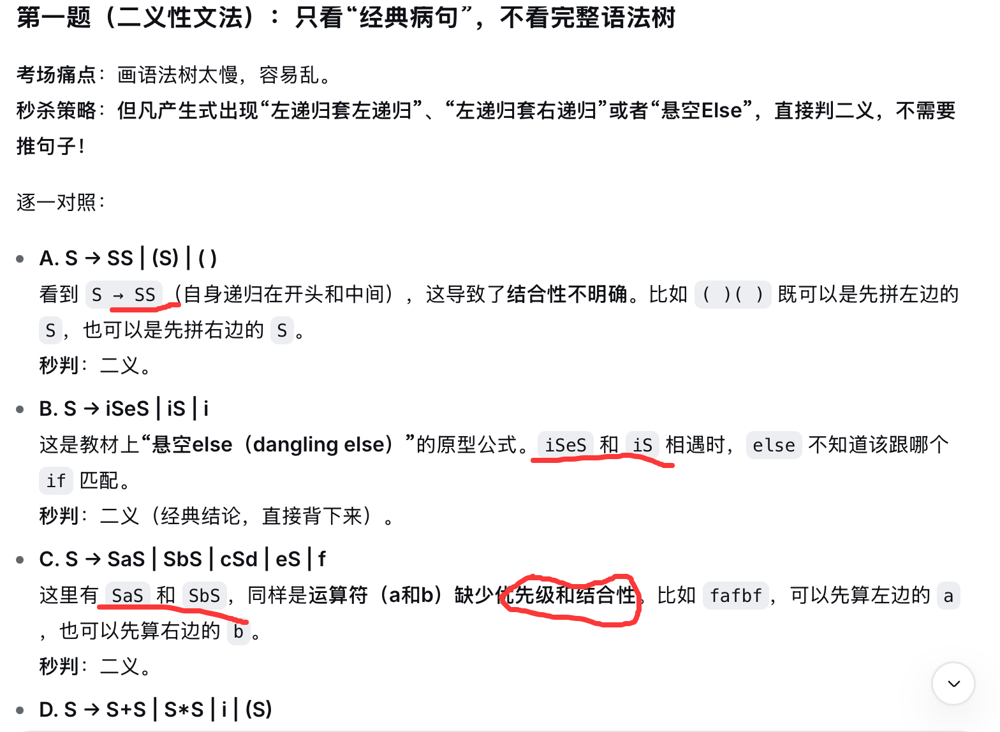 第一题（二义性文法）：只看“经典病句”，不看完整语法树
考场痛点：画语法树太慢，容易乱。
秒杀策略：但凡产生式出现“左递归套左递归”、“左递归套右递归”或者“悬空Else”，直接判二义，不需要
推句子！
逐一对照：
A. S → SS | (S) | ( )
看到 S → SS（自身递归在开头和中间），这导致了结合性不明确。比如 ( )( ) 既可以是先拼左边的
S，也可以是先拼右边的 S。
秒判：二义。
B. S → iSeS | iS | i
这是教材上“悬空else（dangling else）”的原型公式。iSeS 和 iS 相遇时，else 不知道该跟哪个
if 匹配。
秒判：二义（经典结论，直接背下来）。
C. S → SaS | SbS | cSd | eS | f
这里有 SaS 和 SbS，同样是运算符（a和b）缺少优先级和结合性。比如 fafbf，可以先算左边的 a
，也可以先算右边的 b。
秒判：二义。
D. S → S+S | S*S | i | (S)